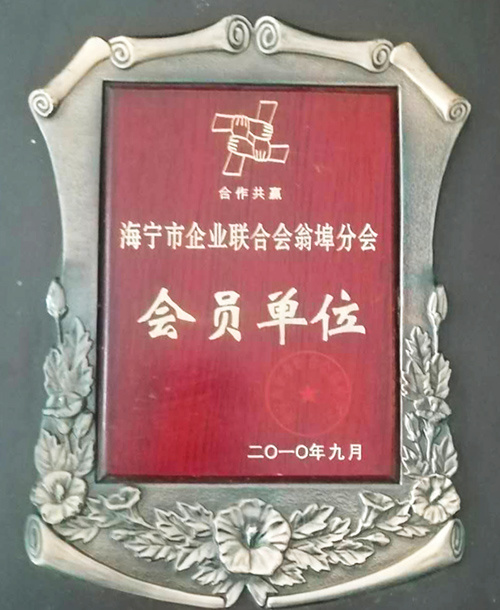 合作共赢
海宁市企业联合会翁埠分会
会员单位
二〇一〇年九月